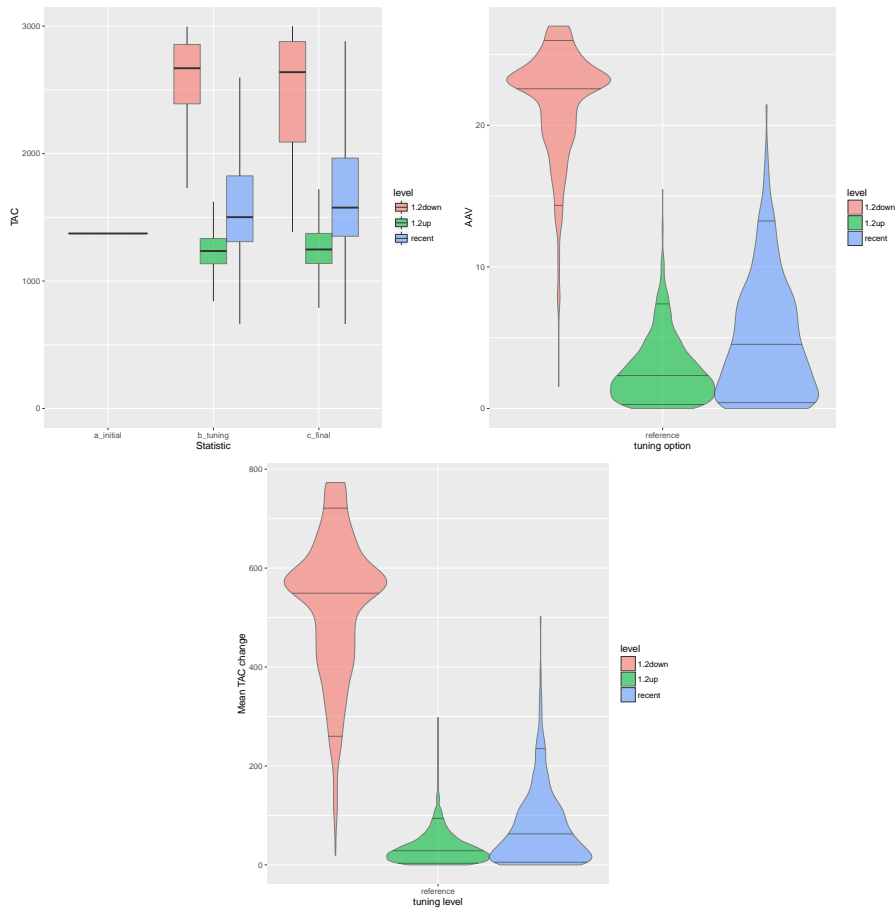 3000
2000
1000
0
TAC
a_initial
b_tuning
c_final
Statistic
level
1.2down
1.2up
recent
20
10
0
AAV
reference
tuning option
level
1.2down
1.2up
recent
800
600
400
200
0
Mean TAC change
reference
tuning level
level
1.2down
1.2up
recent